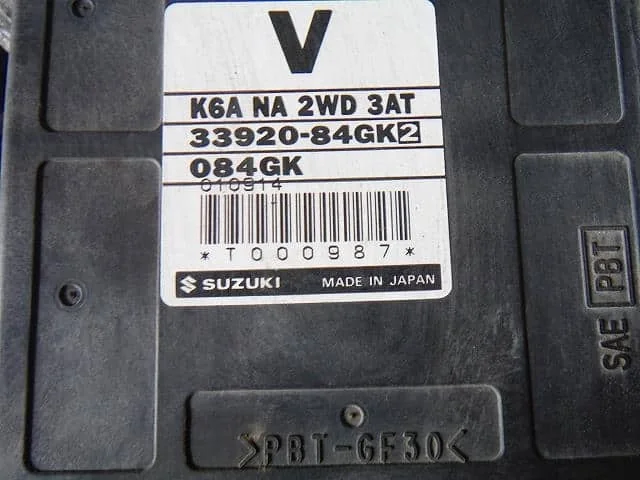 V
K6A NA 2WD 3AT
33920-84GK2
084GK
010914
*T000987*
SUZUKI MADE IN JAPAN
SAE PBT
>PBT-GF30<